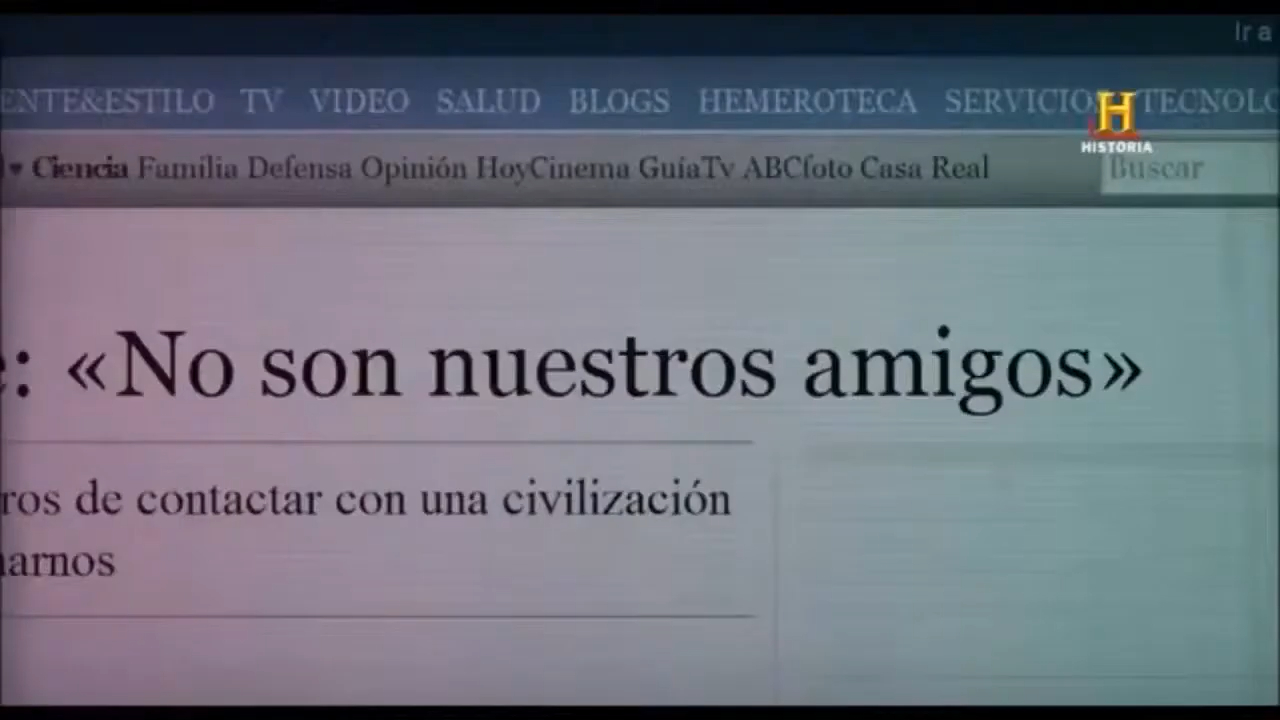 Ir a
ENTE&ESTILO TV VIDEO SALUD BLOGS HEMEROTECA SERVICIOS TECNOLO
H
HISTORIA
Ciencia Familia Defensa Opinión HoyCinema GuíaTv ABCfoto Casa Real Buscar
e: «No son nuestros amigos»
ros de contactar con una civilización
narnos